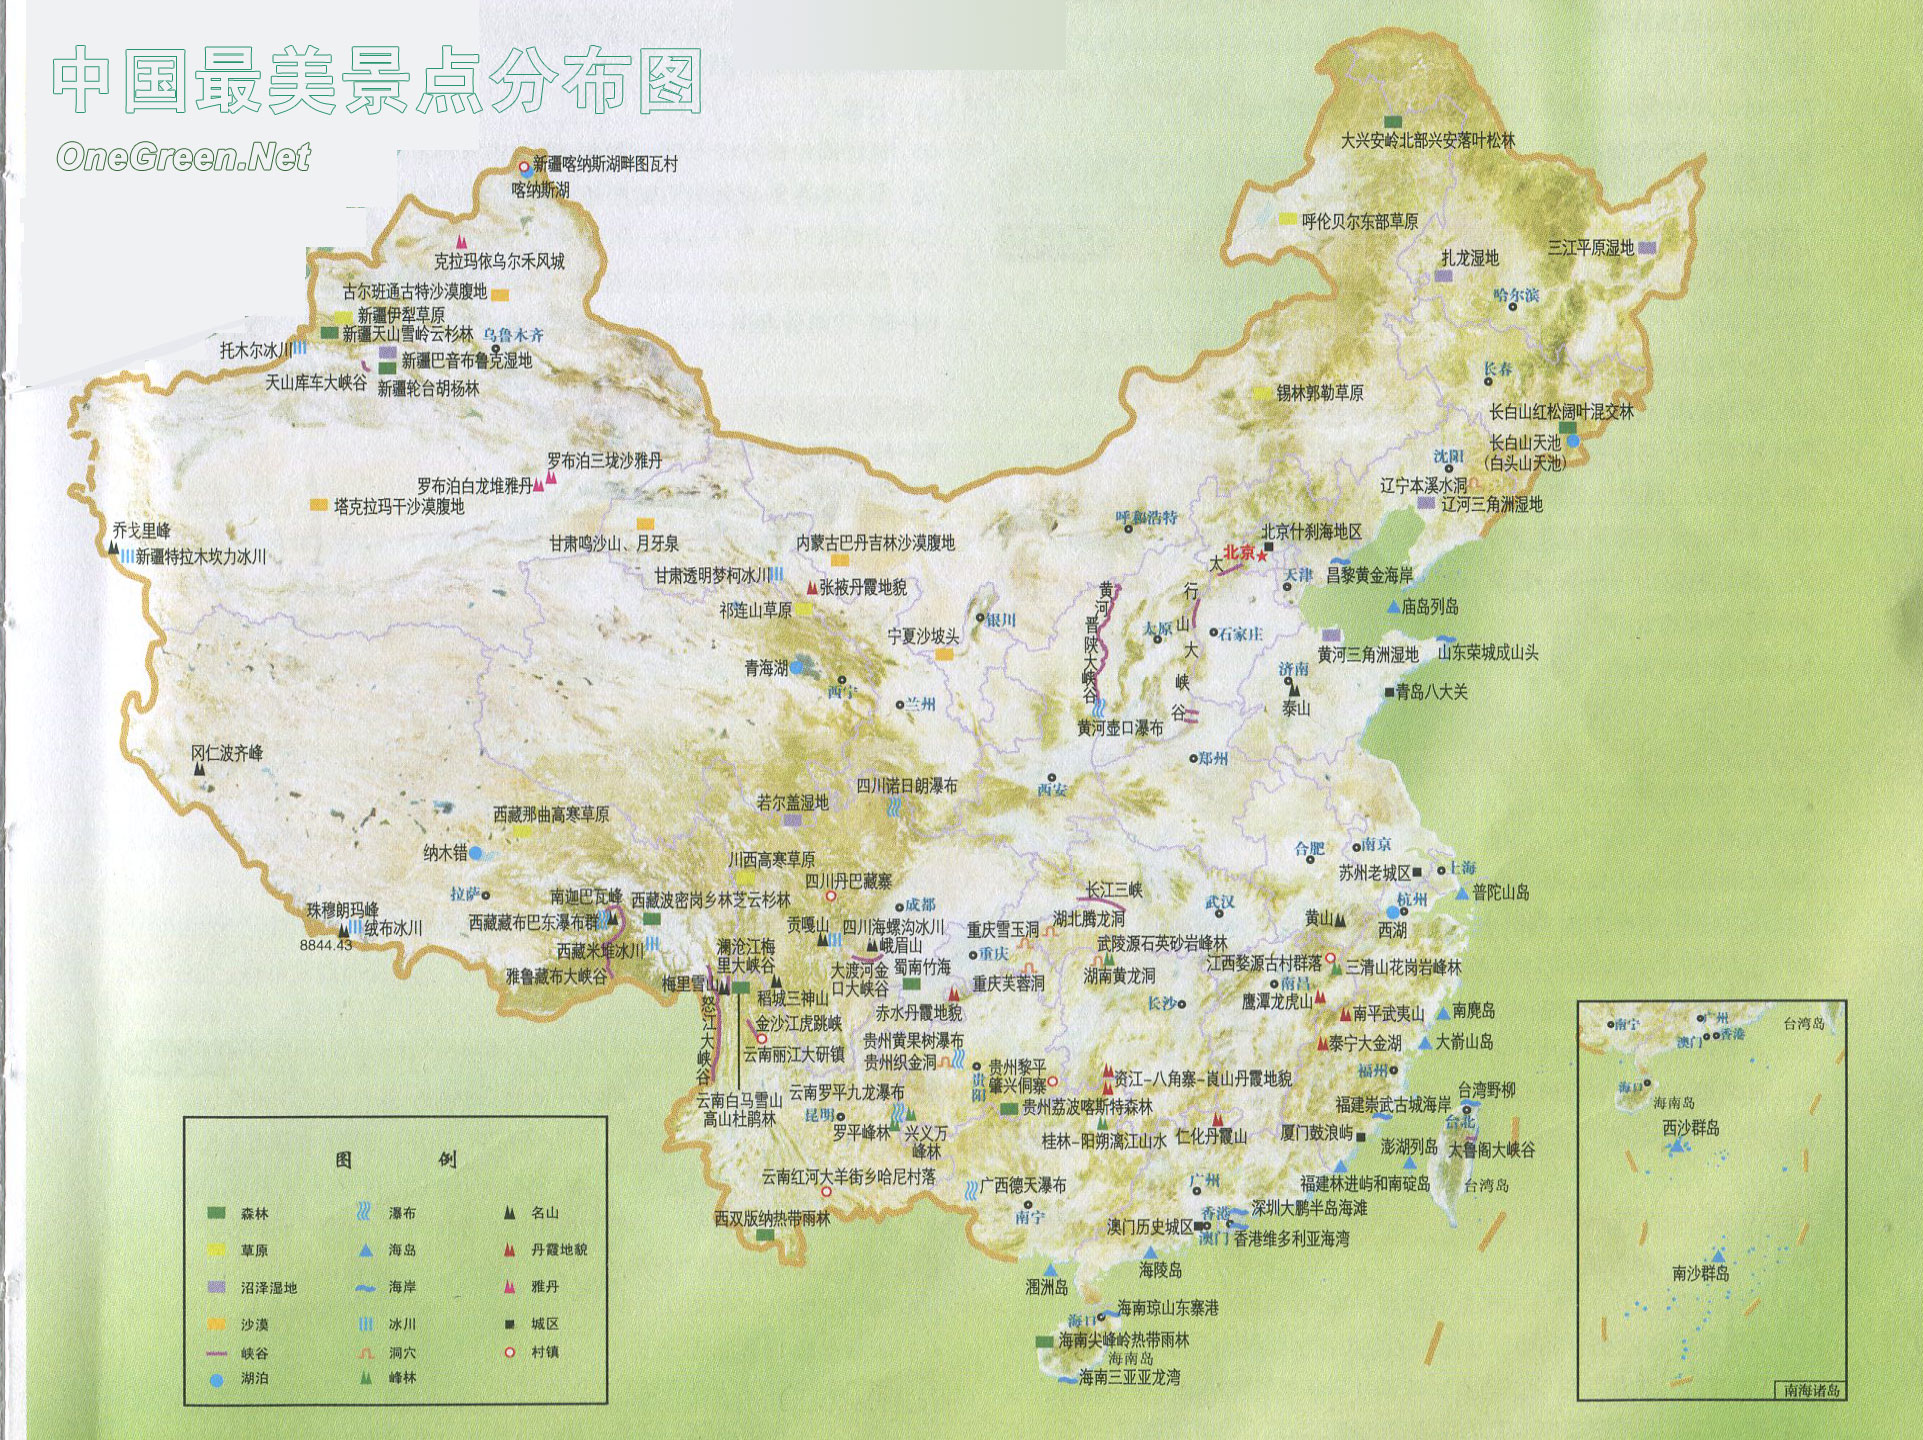 中国最美景点分布图
OneGreen.Net
大兴安岭北部兴安落叶松林
新疆喀纳斯湖畔图瓦村
喀纳斯湖
呼伦贝尔东部草原
三江平原湿地
扎龙湿地
克拉玛依乌尔禾风城
哈尔滨
古尔班通古特沙漠腹地
新疆伊犁草原
新疆天山雪岭云杉林
乌鲁木齐
托木尔冰川
新疆巴音布鲁克湿地
天山库车大峡谷
新疆轮台胡杨林
长春
锡林郭勒草原
长白山红松阔叶混交林
长白山天池
(白头山天池)
沈阳
罗布泊三垅沙雅丹
罗布泊白龙堆雅丹
辽宁本溪水洞
辽河三角洲湿地
塔克拉玛干沙漠腹地
呼和浩特
乔戈里峰
新疆特拉木坎力冰川
甘肃鸣沙山、月牙泉
内蒙古巴丹吉林沙漠腹地
北京什刹海地区
北京
天津
昌黎黄金海岸
甘肃透明梦柯冰川
张掖丹霞地貌
祁连山草原
庙岛列岛
黄河晋陕大峡谷
太行山大峡谷
银川
太原
石家庄
宁夏沙坡头
黄河三角洲湿地
山东荣城成山头
青海湖
西宁
兰州
济南
泰山
青岛八大关
黄河壶口瀑布
冈仁波齐峰
郑州
西安
四川诺日朗瀑布
若尔盖湿地
西藏那曲高寒草原
纳木错
川西高寒草原
合肥
南京
苏州老城区
上海
普陀山岛
拉萨
南迦巴瓦峰
西藏波密岗乡林芝云杉林
四川丹巴藏寨
成都
长江三峡
武汉
杭州
西湖
黄山
珠穆朗玛峰
8844.43
绒布冰川
西藏藏布巴东瀑布群
贡嘎山
四川海螺沟冰川
峨眉山
重庆雪玉洞
湖北腾龙洞
西藏米堆冰川
澜沧江梅
里大峡谷
重庆
武陵源石英砂岩峰林
江西婺源古村群落
三清山花岗岩峰林
雅鲁藏布大峡谷
梅里雪山
大渡河金
口大峡谷
蜀南竹海
重庆芙蓉洞
湖南黄龙洞
南昌
稻城三神山
赤水丹霞地貌
长沙
鹰潭龙虎山
南平武夷山
南麂岛
怒江大峡谷
金沙江虎跳峡
云南丽江大研镇
贵州黄果树瀑布
贵州织金洞
泰宁大金湖
大嵛山岛
贵阳
贵州黎平
肇兴侗寨
资江-八角寨-崀山丹霞地貌
福州
云南白马雪山
高山杜鹃林
云南罗平九龙瀑布
昆明
贵州荔波喀斯特森林
台湾野柳
福建崇武古城海岸
台北
罗平峰林
兴义万
峰林
桂林-阳朔漓江山水
仁化丹霞山
厦门鼓浪屿
澎湖列岛
太鲁阁大峡谷
云南红河大羊街乡哈尼村落
广西德天瀑布
广州
福建林进屿和南碇岛
台湾岛
西双版纳热带雨林
南宁
澳门历史城区
香港
澳门
深圳大鹏半岛海滩
香港维多利亚海湾
涠洲岛
海陵岛
海口
海南琼山东寨港
海南尖峰岭热带雨林
海南岛
海南三亚亚龙湾
图 例
森林
瀑布
名山
草原
海岛
丹霞地貌
沼泽湿地
海岸
雅丹
沙漠
冰川
城区
峡谷
洞穴
村镇
湖泊
峰林
南宁
广州
香港
澳门
台湾岛
海口
海南岛
西沙群岛
南沙群岛
南海诸岛